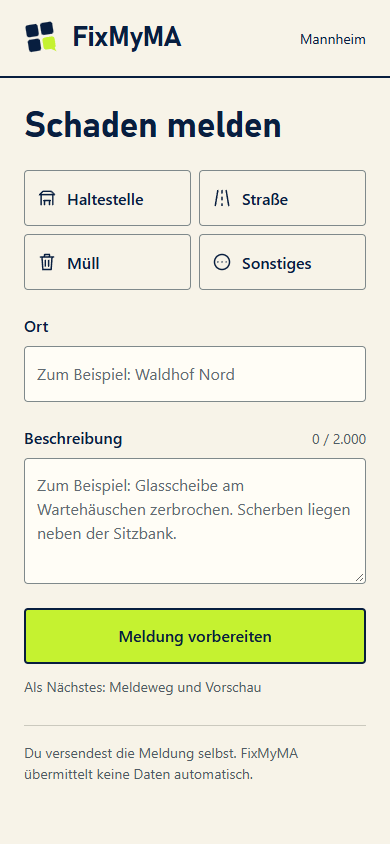 FixMyMA
Mannheim
Schaden melden
Haltestelle
Straße
Müll
Sonstiges
Ort
Zum Beispiel: Waldhof Nord
Beschreibung
0 / 2.000
Zum Beispiel: Glasscheibe am
Wartehäuschen zerbrochen. Scherben liegen
neben der Sitzbank.
Meldung vorbereiten
Als Nächstes: Meldeweg und Vorschau
Du versendest die Meldung selbst. FixMyMA
übermittelt keine Daten automatisch.